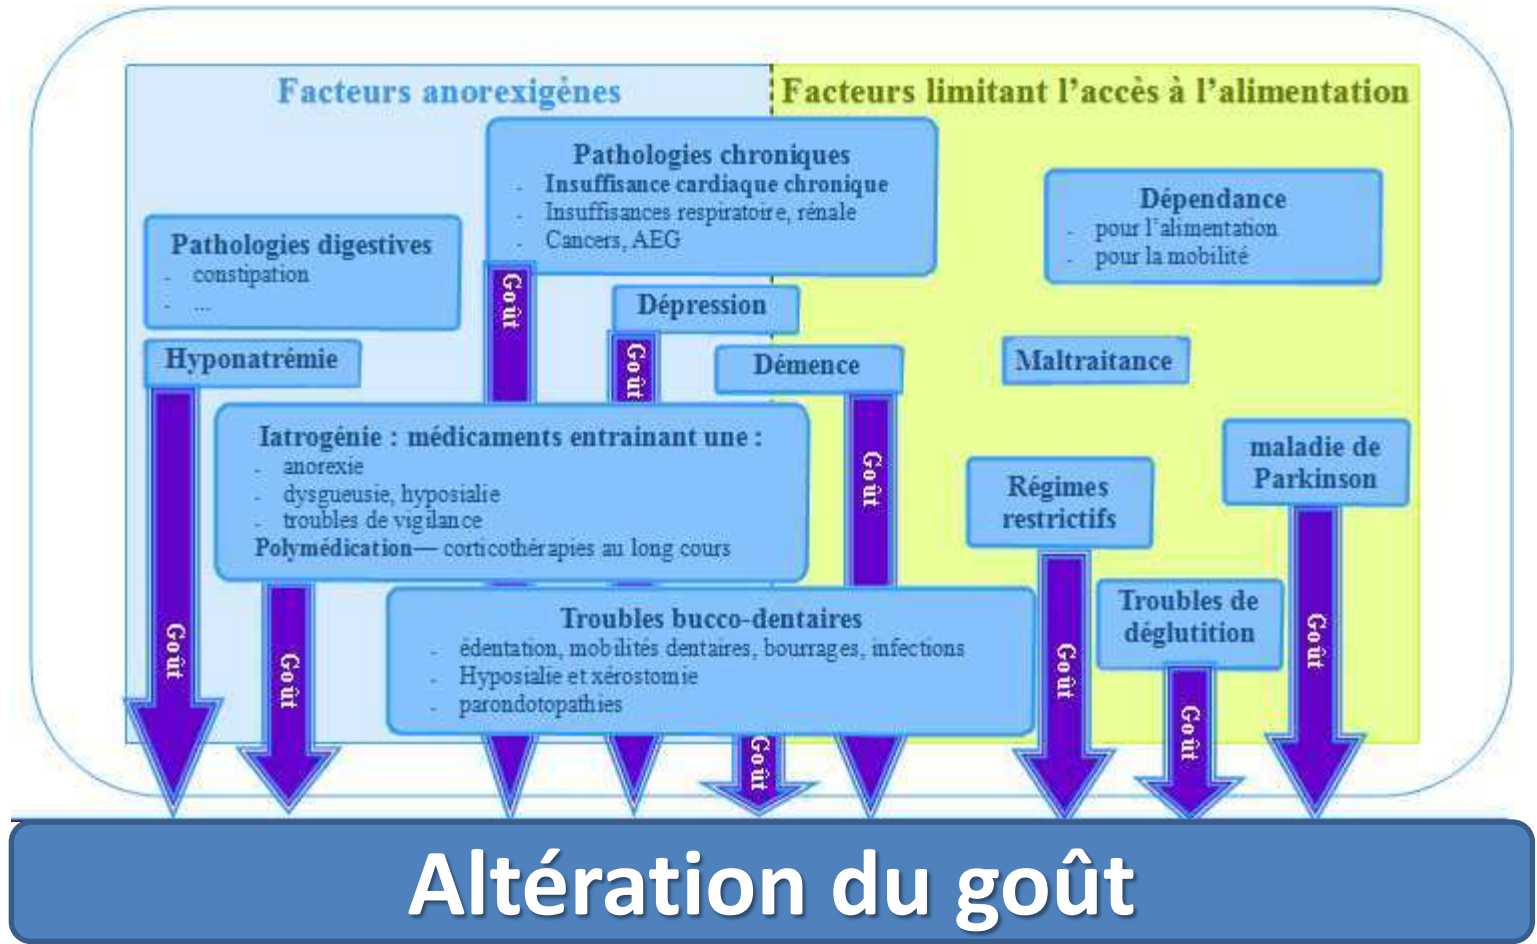 Facteurs anorexigènes
Facteurs limitant l'accès à l'alimentation
Pathologies chroniques
- Insuffisance cardiaque chronique
- Insuffisances respiratoire, rénale
- Cancers, AEG
Dépendance
- pour l'alimentation
- pour la mobilité
Pathologies digestives
- constipation
- ...
Goût
Dépression
Hyponatrémie
Goût
Démence
Maltraitance
Iatrogénie : médicaments entrainant une :
- anorexie
- dysgueusie, hyposialie
- troubles de vigilance
Polymédication— corticothérapies au long cours
Goût
Régimes
restrictifs
maladie de
Parkinson
Troubles bucco-dentaires
- édentation, mobilités dentaires, bourrages, infections
- Hyposialie et xérostomie
- parondotopathies
Troubles de
déglutition
Goût
Goût
Goût
Goût
Goût
Goût
Altération du goût